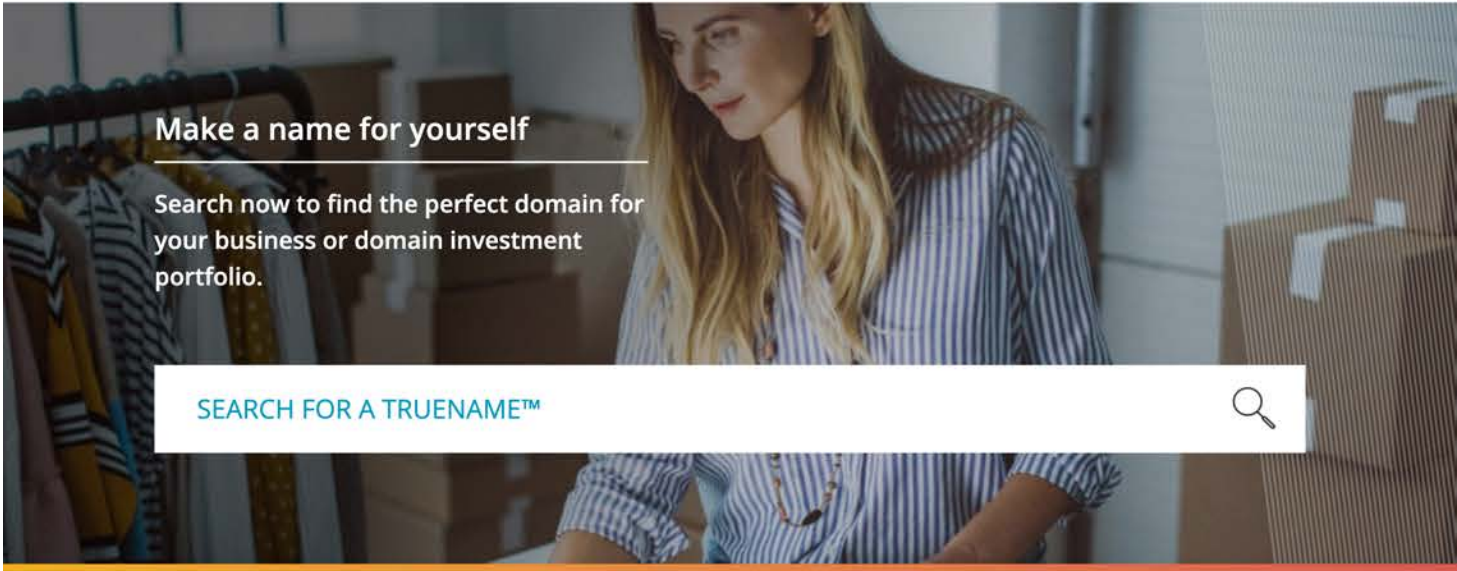 Make a name for yourself
Search now to find the perfect domain for
your business or domain investment
portfolio.
SEARCH FOR A TRUENAME™